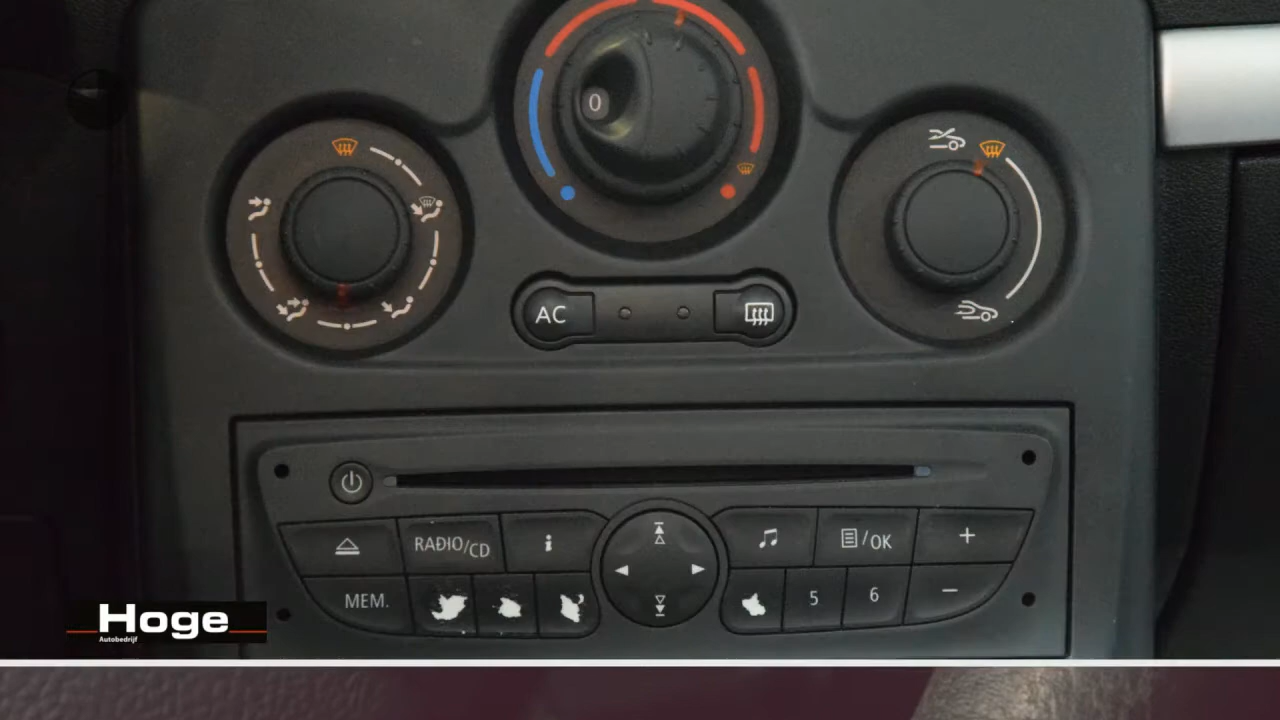 0
AC
RADIO/CD
i
/OK
+
MEM.
5
6
−
Hoge
Autobedrijf